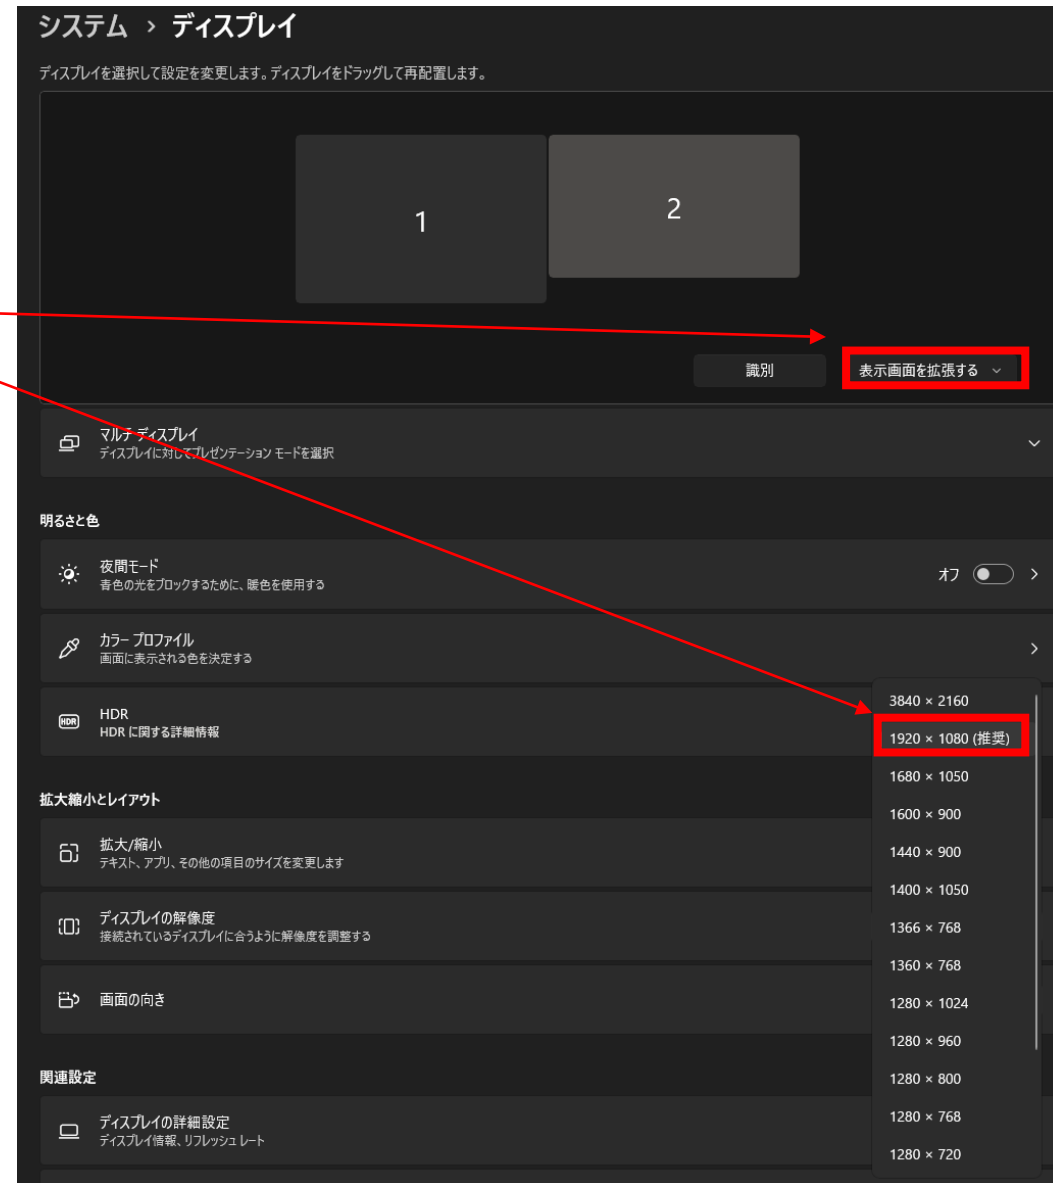 システム › ディスプレイ
ディスプレイを選択して設定を変更します。ディスプレイをドラッグして再配置します。
1
2
識別
表示画面を拡張する
マルチ ディスプレイ
ディスプレイに対してプレゼンテーション モードを選択
明るさと色
夜間モード
青色の光をブロックするために、暖色を使用する
オフ
カラー プロファイル
画面に表示される色を決定する
HDR
HDR
HDR に関する詳細情報
拡大縮小とレイアウト
拡大/縮小
テキスト、アプリ、その他の項目のサイズを変更します
ディスプレイの解像度
接続されているディスプレイに合うように解像度を調整する
画面の向き
3840 × 2160
1920 × 1080 (推奨)
1680 × 1050
1600 × 900
1440 × 900
1400 × 1050
1366 × 768
1360 × 768
1280 × 1024
1280 × 960
1280 × 800
1280 × 768
1280 × 720
関連設定
ディスプレイの詳細設定
ディスプレイ情報、リフレッシュ レート